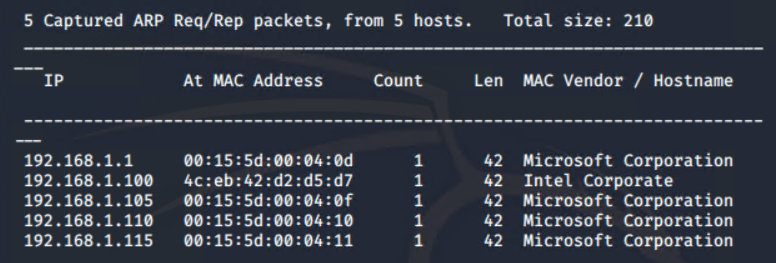 5 Captured ARP Req/Rep packets, from 5 hosts.   Total size: 210
_____________________________________________________________________________
IP            At MAC Address     Count     Len  MAC Vendor / Hostname
-----------------------------------------------------------------------------
192.168.1.1     00:15:5d:00:04:0d      1      42  Microsoft Corporation
192.168.1.100   4c:eb:42:d2:d5:d7      1      42  Intel Corporate
192.168.1.105   00:15:5d:00:04:0f      1      42  Microsoft Corporation
192.168.1.110   00:15:5d:00:04:10      1      42  Microsoft Corporation
192.168.1.115   00:15:5d:00:04:11      1      42  Microsoft Corporation